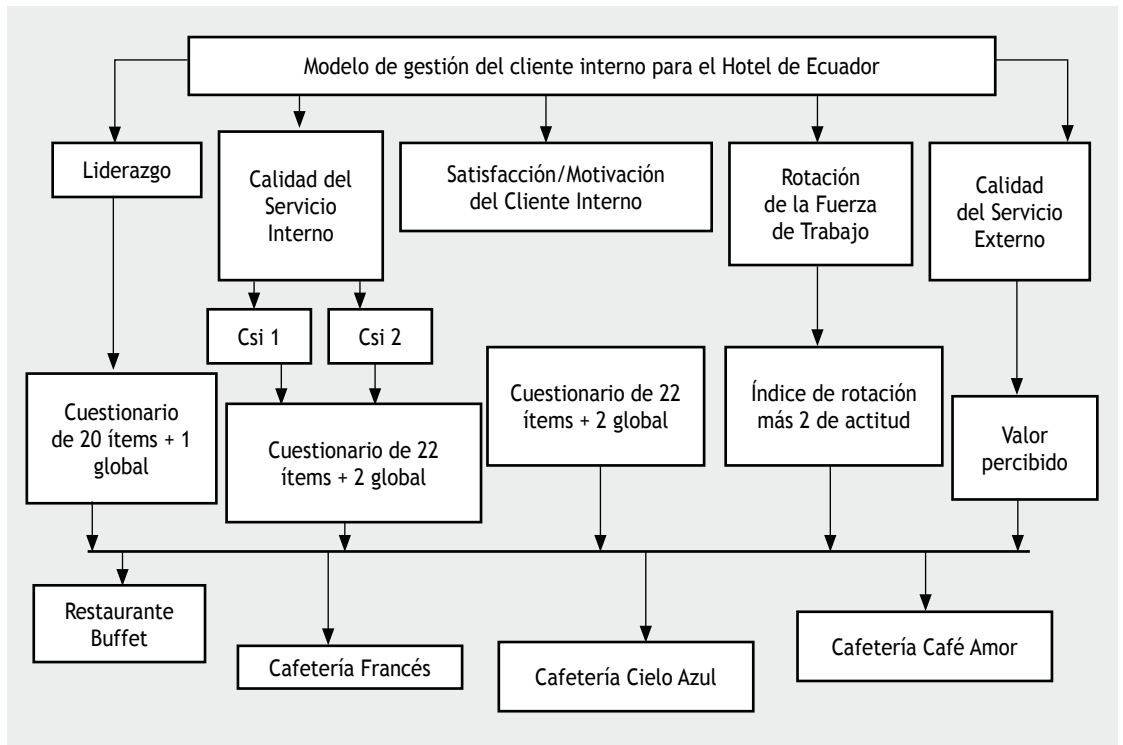 Modelo de gestión del cliente interno para el Hotel de Ecuador
Liderazgo
Calidad del
Servicio
Interno
Satisfacción/Motivación
del Cliente Interno
Rotación
de la Fuerza
de Trabajo
Calidad
del Servicio
Externo
Csi 1
Csi 2
Cuestionario
de 20 ítems + 1
global
Cuestionario de 22
ítems + 2 global
Cuestionario de 22
ítems + 2 global
Índice de rotación
más 2 de actitud
Valor
percibido
Restaurante
Buffet
Cafetería Francés
Cafetería Cielo Azul
Cafetería Café Amor